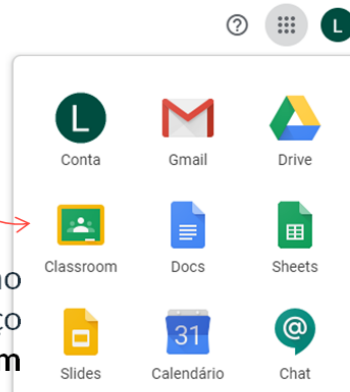 L
L
Conta Gmail Drive
Classroom Docs Sheets
31
@
Slides Calendário Chat